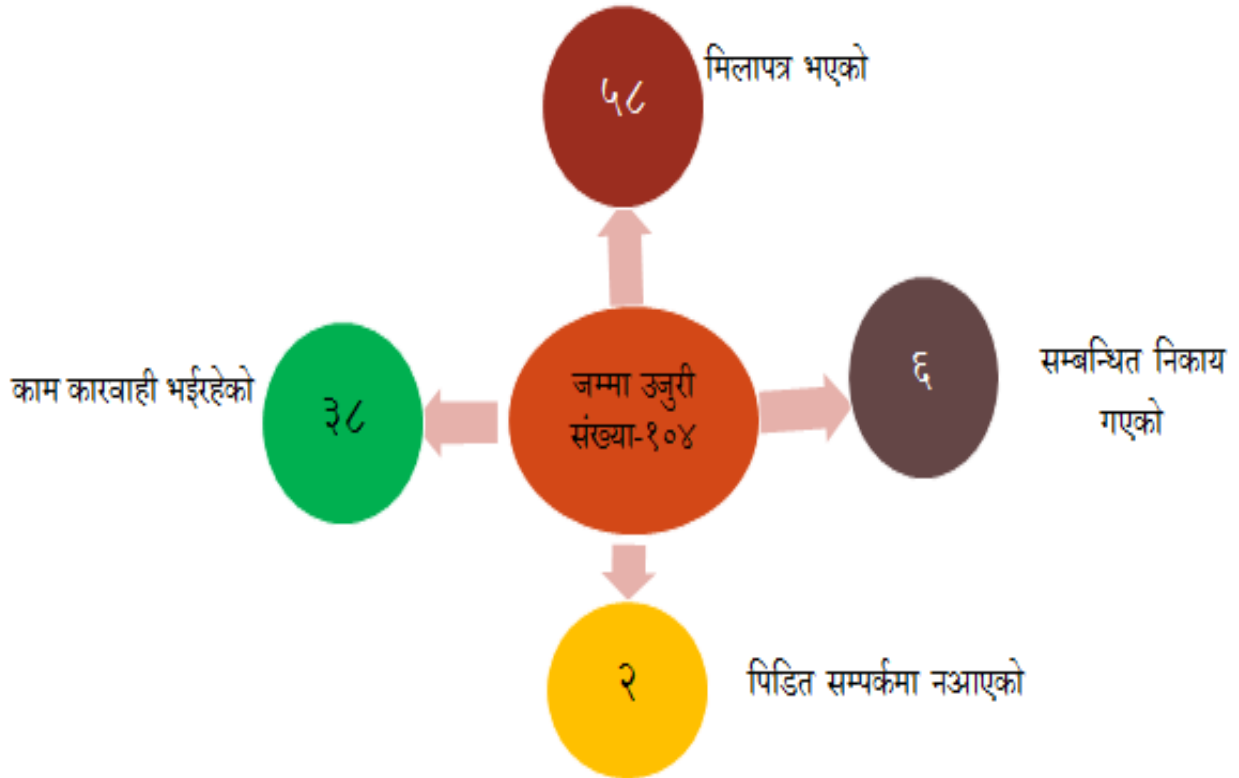 ५८
मिलापत्र भएको
काम कारवाही भईरहेको
३८
जम्मा उजुरी
संख्या-१०४
६
सम्बन्धित निकाय
गएको
२
पिडित सम्पर्कमा नआएको